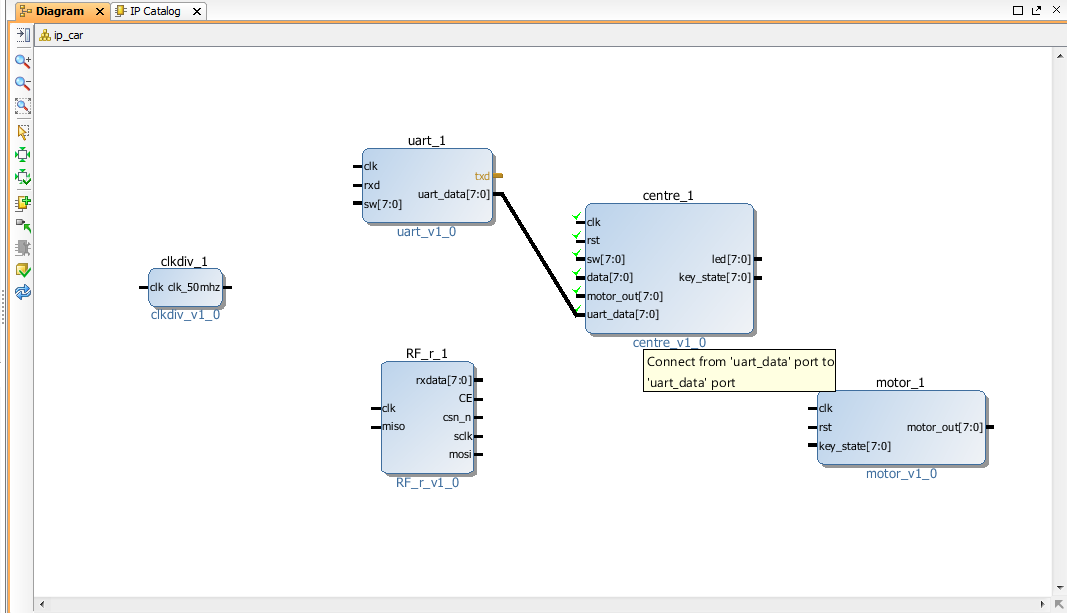 Diagram
IP Catalog
ip_car
uart_1
clk
rxd
sw[7:0]
txd
uart_data[7:0]
uart_v1_0
centre_1
clk
rst
sw[7:0]
data[7:0]
motor_out[7:0]
uart_data[7:0]
led[7:0]
key_state[7:0]
centre_v1_0
clkdiv_1
clk clk_50mhz
clkdiv_v1_0
Connect from 'uart_data' port to
'uart_data' port
RF_r_1
clk
miso
rxdata[7:0]
CE
csn_n
sclk
mosi
RF_r_v1_0
motor_1
clk
rst
key_state[7:0]
motor_out[7:0]
motor_v1_0